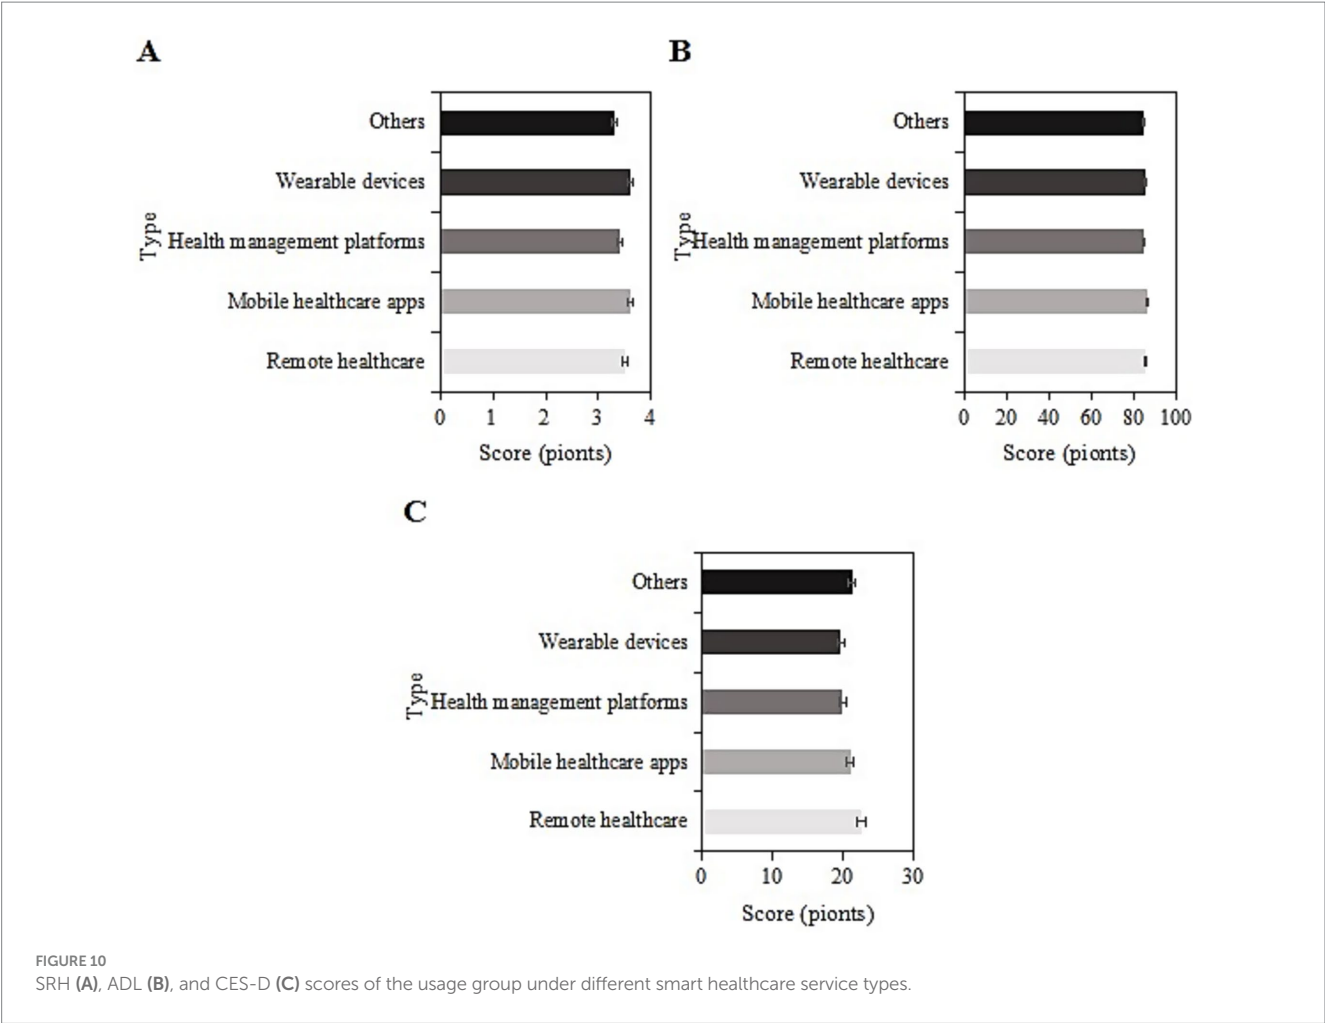 A
Others
Wearable devices
Health management platforms
Mobile healthcare apps
Remote healthcare
Type
0 1 2 3 4
Score (pionts)
B
Others
Wearable devices
Health management platforms
Mobile healthcare apps
Remote healthcare
Type
0 20 40 60 80 100
Score (pionts)
C
Others
Wearable devices
Health management platforms
Mobile healthcare apps
Remote healthcare
Type
0 10 20 30
Score (pionts)
FIGURE 10
SRH (A), ADL (B), and CES-D (C) scores of the usage group under different smart healthcare service types.